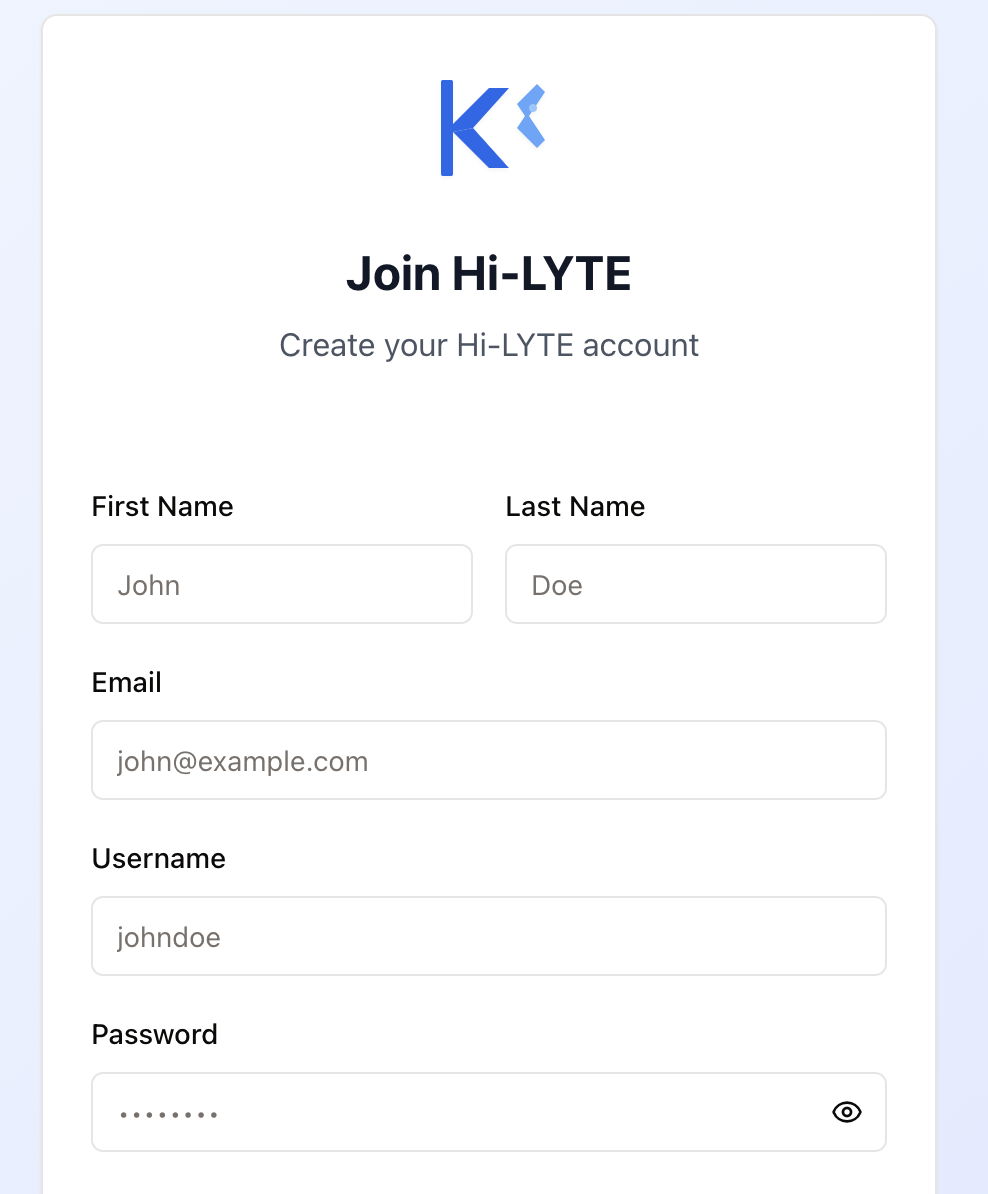 K
Join Hi-LYTE
Create your Hi-LYTE account
First Name Last Name
John Doe
Email
john@example.com
Username
johndoe
Password
••••••••